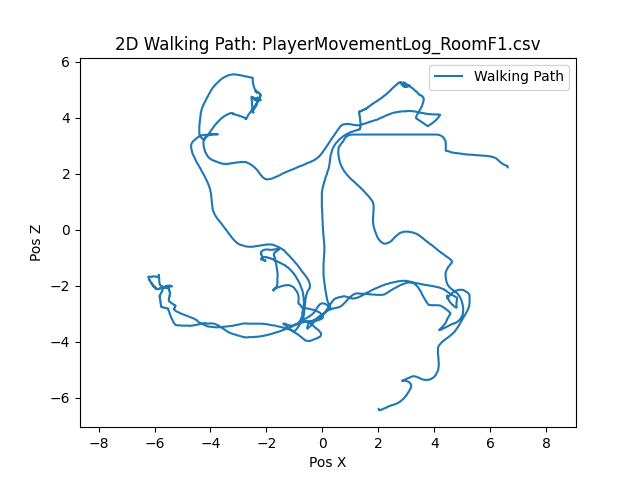 2D Walking Path: PlayerMovementLog_RoomF1.csv
Walking Path
6
4
2
0
−2
−4
−6
Pos Z
−8 −6 −4 −2 0 2 4 6 8
Pos X